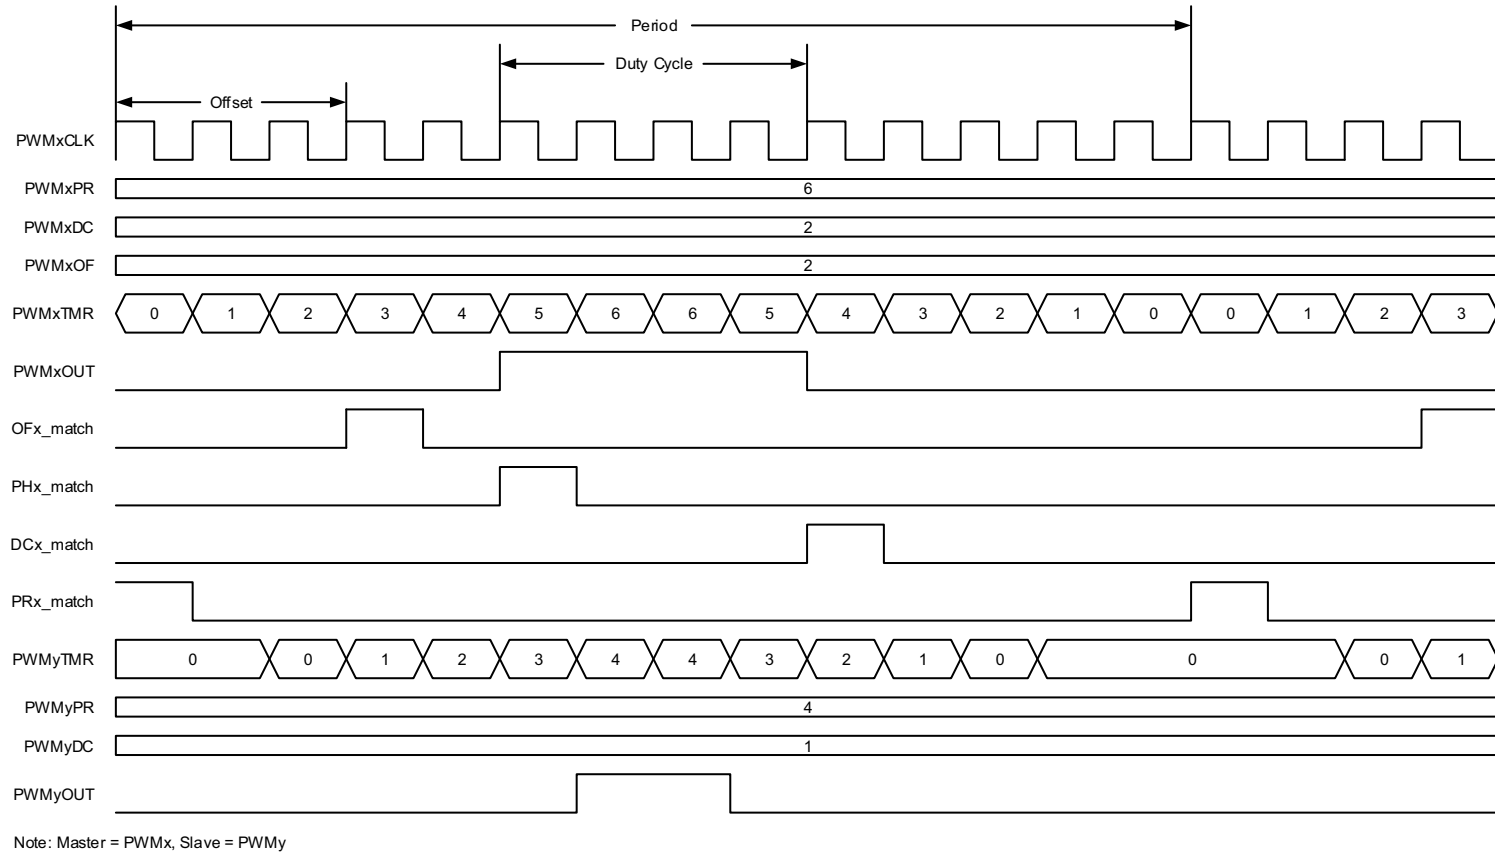 Period
Duty Cycle
Offset
PWMxCLK
PWMxPR 6
PWMxDC 2
PWMxOF 2
PWMxTMR 0 1 2 3 4 5 6 6 5 4 3 2 1 0 0 1 2 3
PWMxOUT
OFx_match
PHx_match
DCx_match
PRx_match
PWMyTMR 0 0 1 2 3 4 4 3 2 1 0 0 0 1
PWMyPR 4
PWMyDC 1
PWMyOUT
Note: Master = PWMx, Slave = PWMy